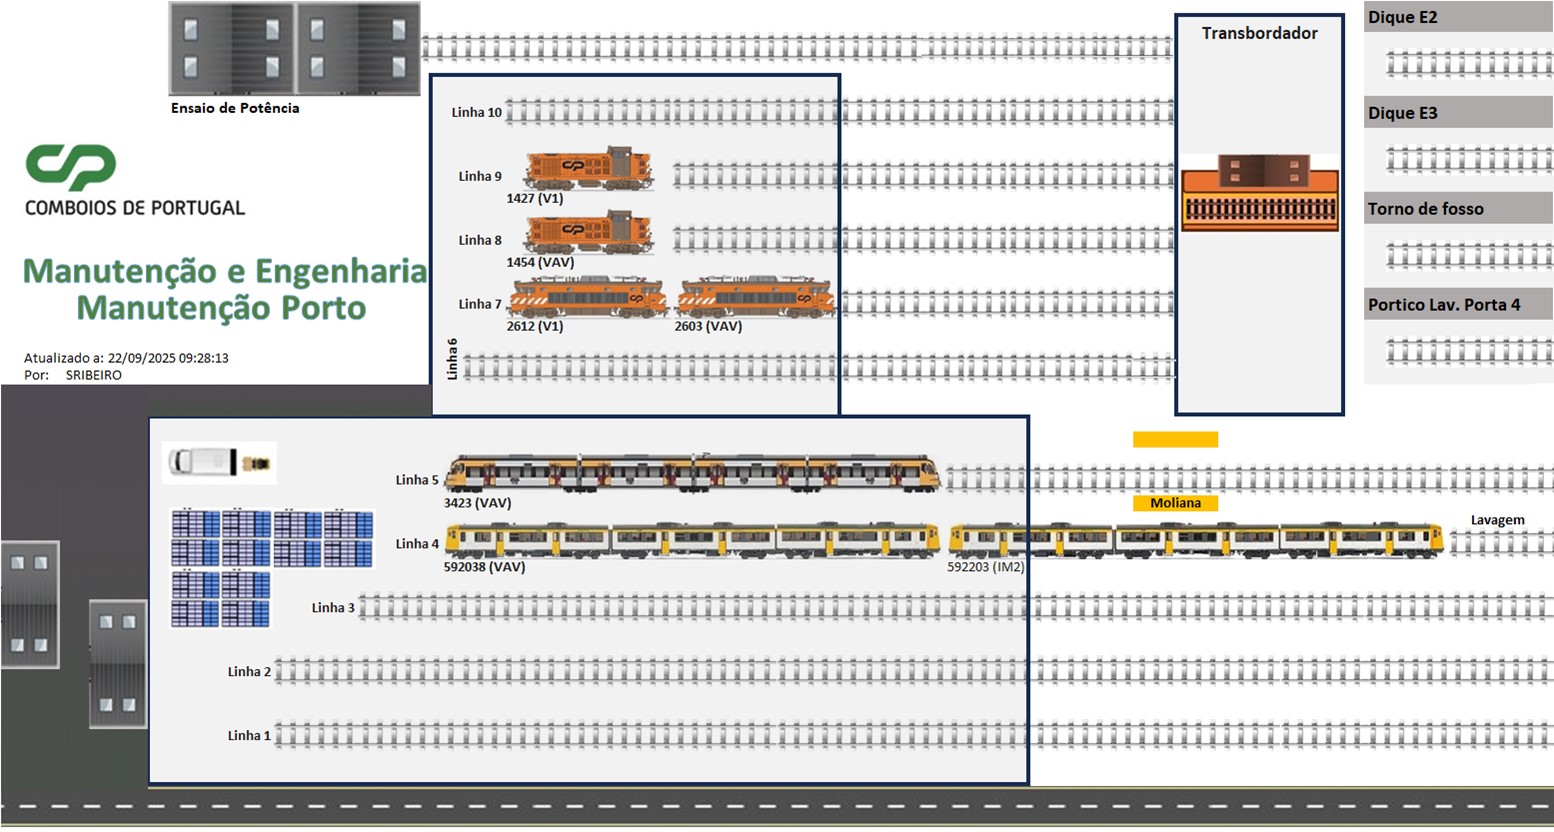 Ensaio de Potência
Transbordador
Dique E2
Dique E3
Torno de fosso
Portico Lav. Porta 4
CP
COMBOIOS DE PORTUGAL
Manutenção e Engenharia
Manutenção Porto
Atualizado a: 22/09/2025 09:28:13
Por: SRIBEIRO
Linha 10
Linha 9
1427 (V1)
Linha 8
1454 (VAV)
Linha 7
2612 (V1) 2603 (VAV)
Linha 6
Linha 5
3423 (VAV)
Moliana
Lavagem
Linha 4
592038 (VAV) 592203 (IM2)
Linha 3
Linha 2
Linha 1